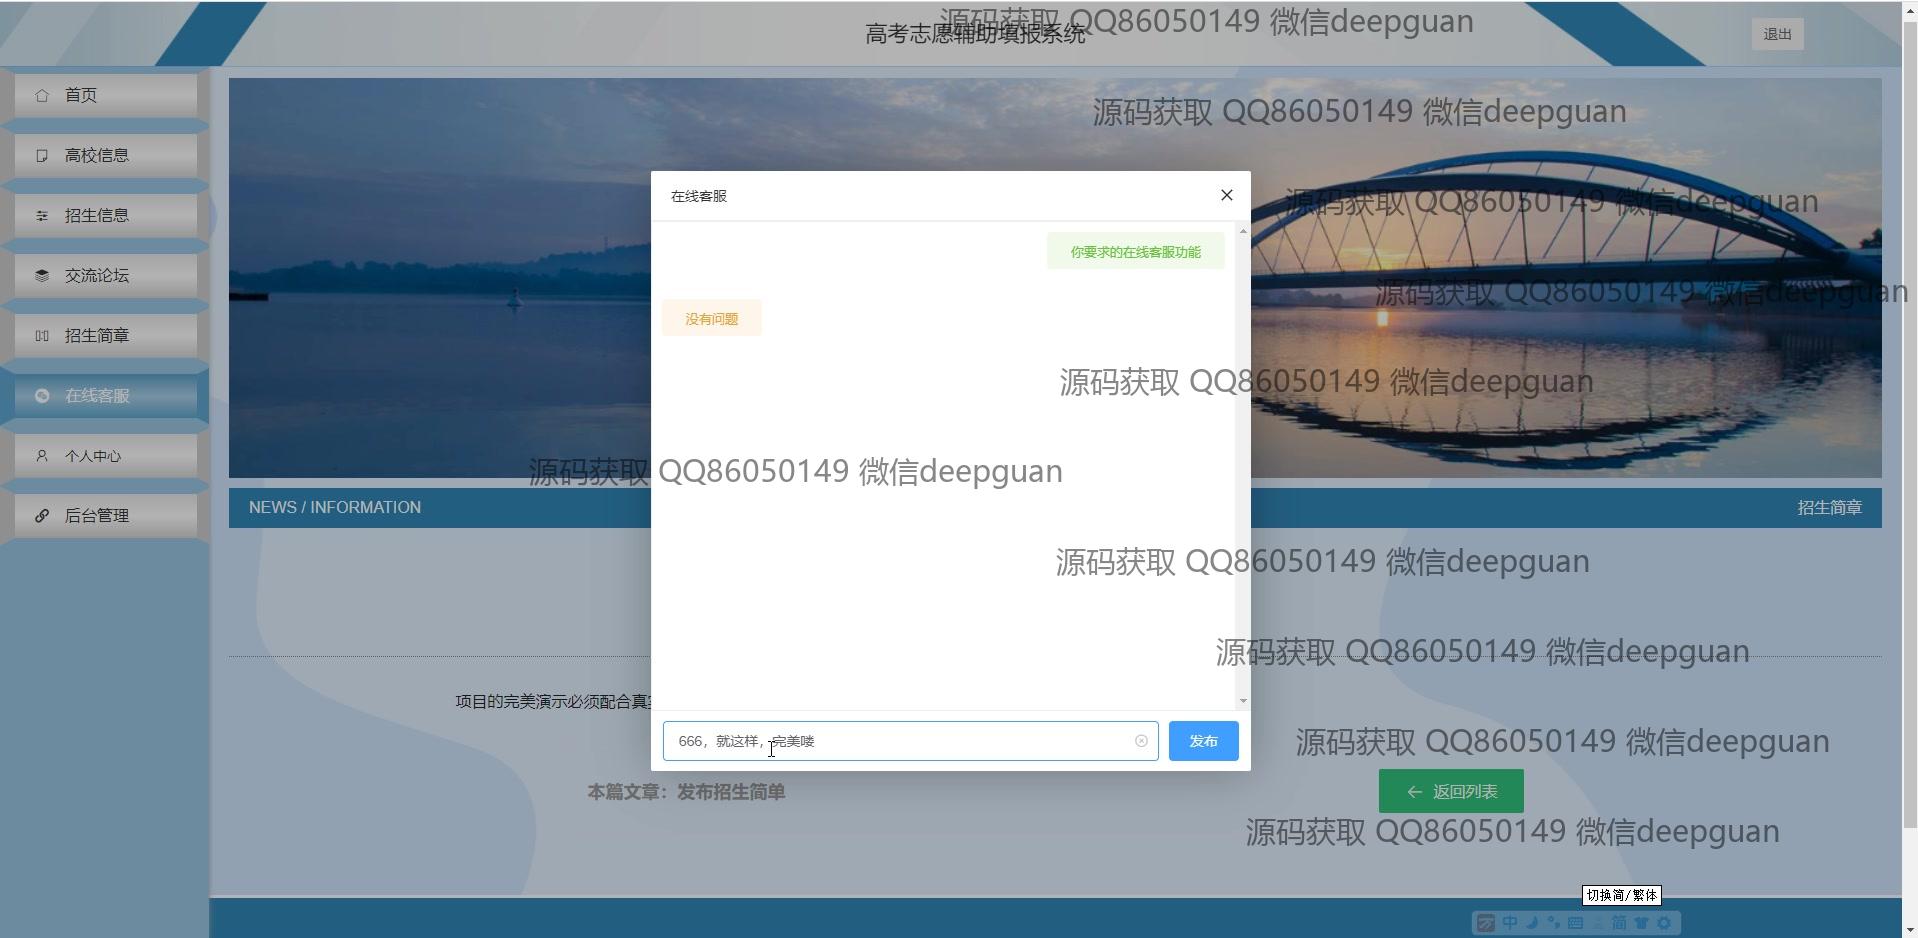 源码获取 QQ86050149 微信deepguan
高考志愿辅助填报系统
退出
首页
高校信息
招生信息
交流论坛
招生简章
在线客服
个人中心
后台管理
源码获取 QQ86050149 微信deepguan
在线客服
源码获取 QQ86050149 微信deepguan
你要求的在线客服功能
源码获取 QQ86050149 微信deepguan
没有问题
源码获取 QQ86050149 微信deepguan
源码获取 QQ86050149 微信deepguan
NEWS / INFORMATION
招生简章
源码获取 QQ86050149 微信deepguan
源码获取 QQ86050149 微信deepguan
项目的完美演示必须配合真
666，就这样，完美喽
发布
源码获取 QQ86050149 微信deepguan
本篇文章：发布招生简单
返回列表
源码获取 QQ86050149 微信deepguan
切换简/繁体
中
简